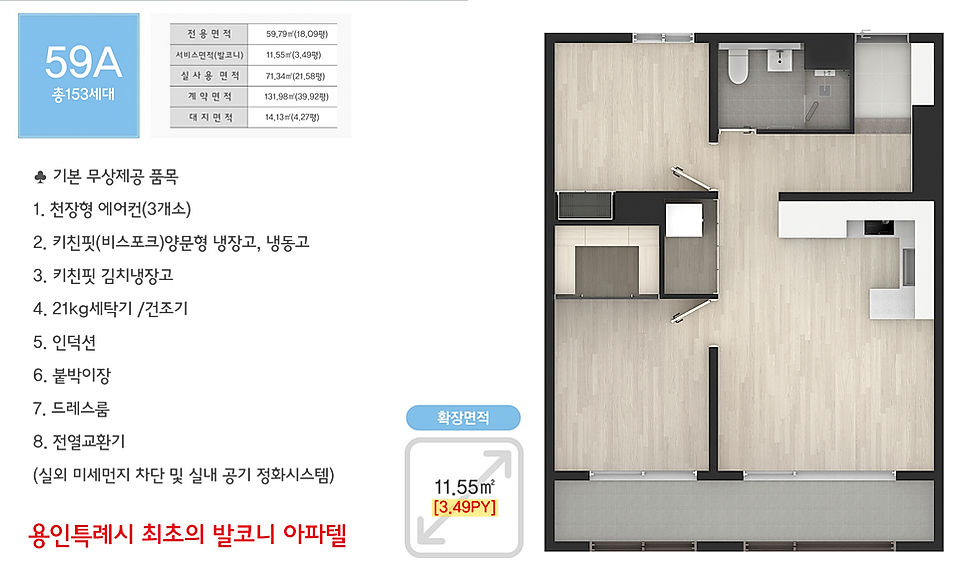 59A
총153세대
전 용 면 적 59,79㎡(18,09평)
서비스면적(발코니) 11,55㎡(3,49평)
실 사 용 면 적 71,34㎡(21,58평)
계 약 면 적 131,98㎡(39,92평)
대 지 면 적 14,13㎡(4,27평)
♣ 기본 무상제공 품목
1. 천장형 에어컨(3개소)
2. 키친핏(비스포크)양문형 냉장고, 냉동고
3. 키친핏 김치냉장고
4. 21kg세탁기 /건조기
5. 인덕션
6. 붙박이장
7. 드레스룸
8. 전열교환기
(실외 미세먼지 차단 및 실내 공기 정화시스템)
용인특례시 최초의 발코니 아파텔
확장면적
11.55㎡
[3.49PY]